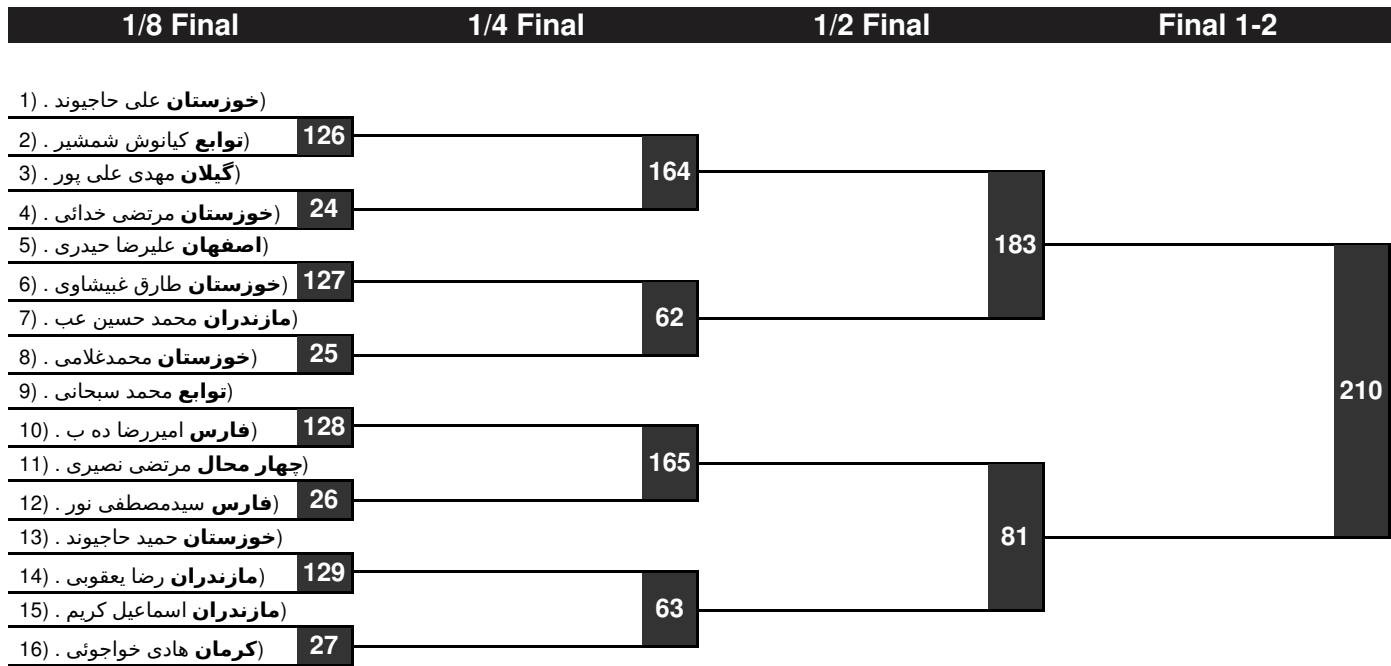 1/8 Final 1/4 Final 1/2 Final Final 1-2
1) . علی حاجیوند خوزستان)
2) . کیانوش شمشیر توابع)
126
164
3) . مهدی علی پور گیلان)
4) . مرتضی خدائی خوزستان)
24
183
5) . علیرضا حیدری اصفهان)
6) . طارق غبیشاوی خوزستان)
127
62
7) . محمد حسین عب مازندران)
8) . محمدغلامی خوزستان)
25
210
9) . محمد سبحانی توابع)
10) . امیررضا ده ب فارس)
128
165
11) . مرتضی نصیری چهار محال)
12) . سیدمصطفی نور فارس)
26
81
13) . حمید حاجیوند خوزستان)
14) . رضا یعقوبی مازندران)
129
63
15) . اسماعیل کریم مازندران)
16) . هادی خواجوئی کرمان)
27